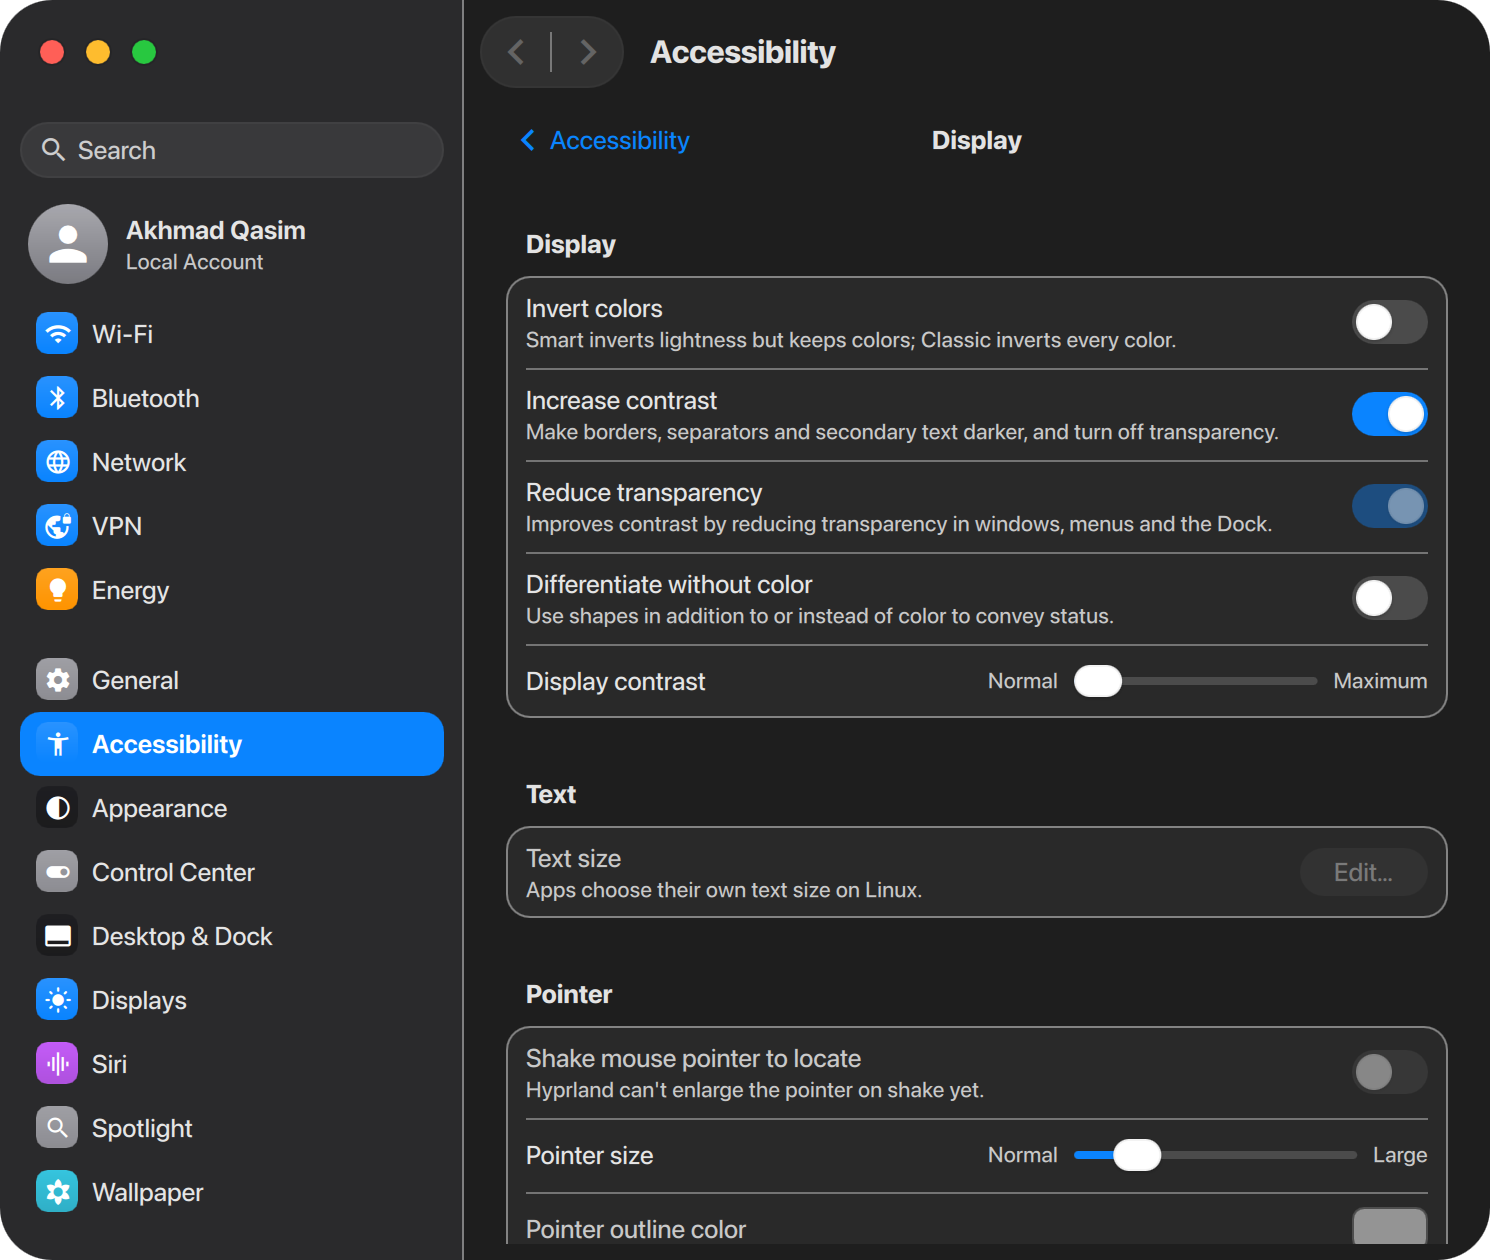 Accessibility
Search
Akhmad Qasim
Local Account
Wi-Fi
Bluetooth
Network
VPN
Energy
General
Accessibility
Appearance
Control Center
Desktop & Dock
Displays
Siri
Spotlight
Wallpaper
Accessibility
Display
Display
Invert colors
Smart inverts lightness but keeps colors; Classic inverts every color.
Increase contrast
Make borders, separators and secondary text darker, and turn off transparency.
Reduce transparency
Improves contrast by reducing transparency in windows, menus and the Dock.
Differentiate without color
Use shapes in addition to or instead of color to convey status.
Display contrast
Normal
Maximum
Text
Text size
Apps choose their own text size on Linux.
Edit...
Pointer
Shake mouse pointer to locate
Hyprland can't enlarge the pointer on shake yet.
Pointer size
Normal
Large
Pointer outline color